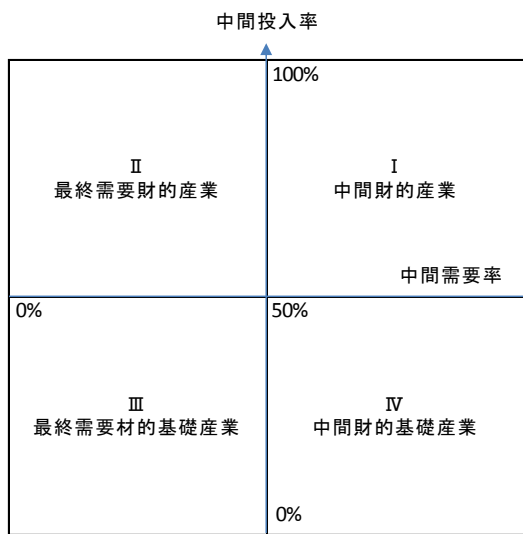 中間投入率
100%
Ⅱ
最終需要財的産業
Ⅰ
中間財的産業
中間需要率
0%
50%
Ⅲ
最終需要材的基礎産業
Ⅳ
中間財的基礎産業
0%